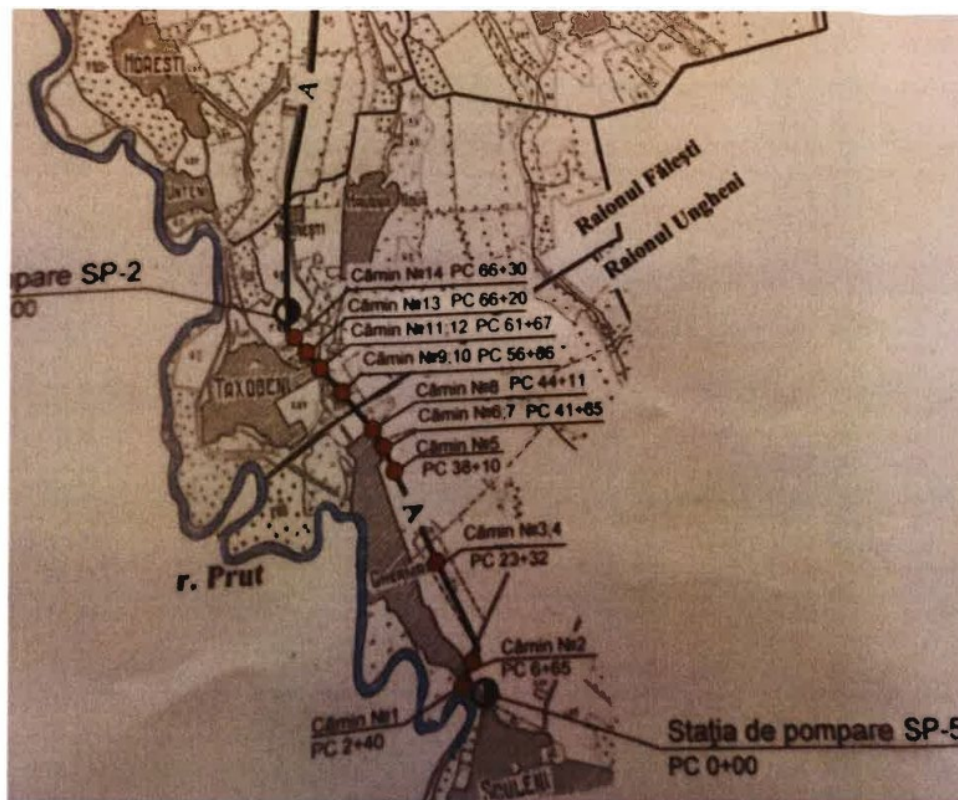 MORESTI
A
UNTENI
Raionul Fălești
Raionul Ungheni
pare SP-2
00
Cămin №14 PC 66+30
Cămin №13 PC 66+20
Cămin №11;12 PC 61+67
Cămin №9;10 PC 56+86
TAXOBENI
Cămin №8 PC 44+11
Cămin №6;7 PC 41+65
Cămin №5
PC 38+10
A
Cămin №3;4
PC 23+32
r. Prut
Cămin №2
PC 6+65
Cămin №1
PC 2+40
Stația de pompare SP-5
PC 0+00
SCULENI